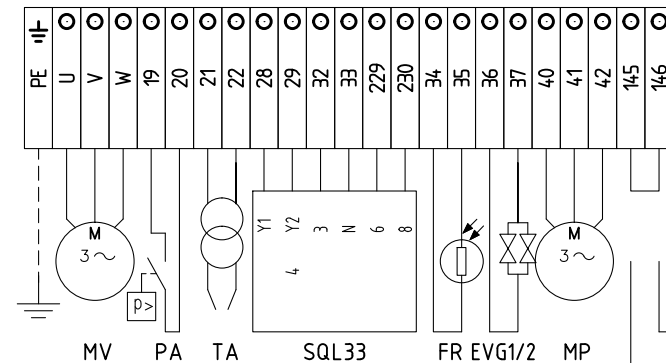 PE U V W 19 20 21 22 28 29 32 33 229 230 34 35 36 37 40 41 42 145 146
Y1 Y2 3 N 6 8
4
M
3~
p>
M
3~
MV PA TA SQL33 FR EVG1/2 MP